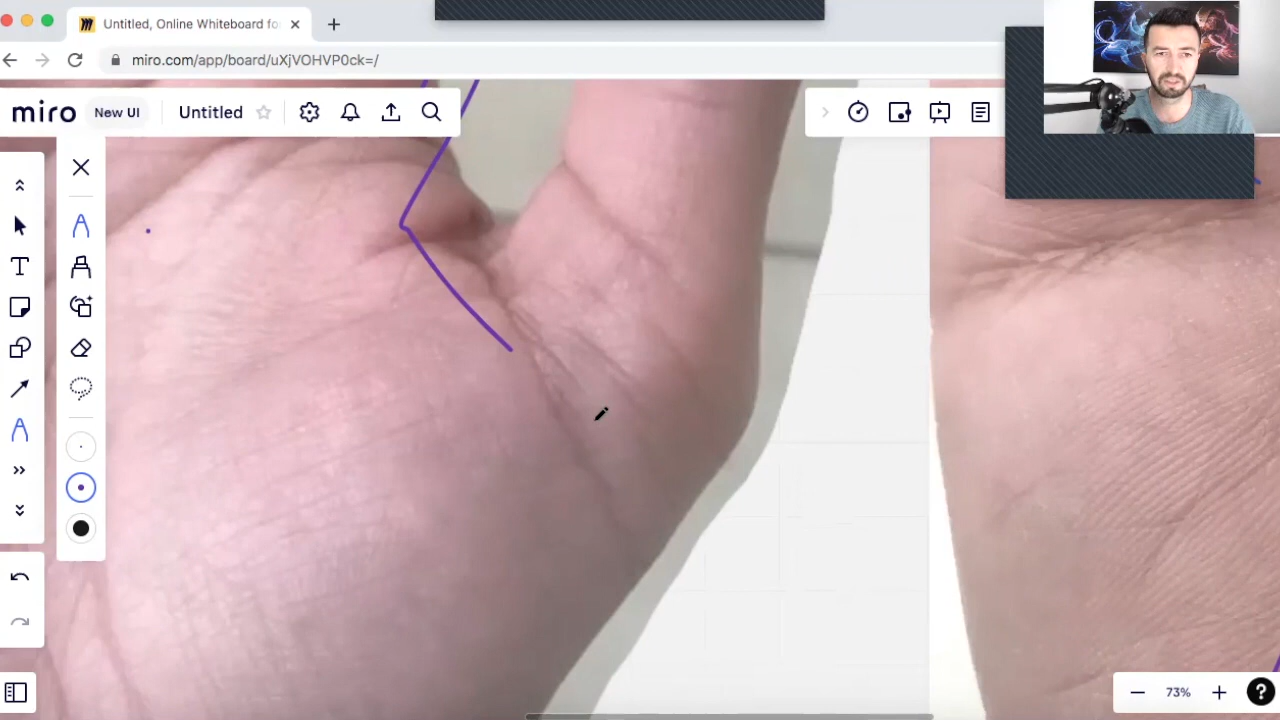 Untitled, Online Whiteboard fo
miro.com/app/board/uXjVOHVP0ck=/
miro
New UI
Untitled
T
73%
?